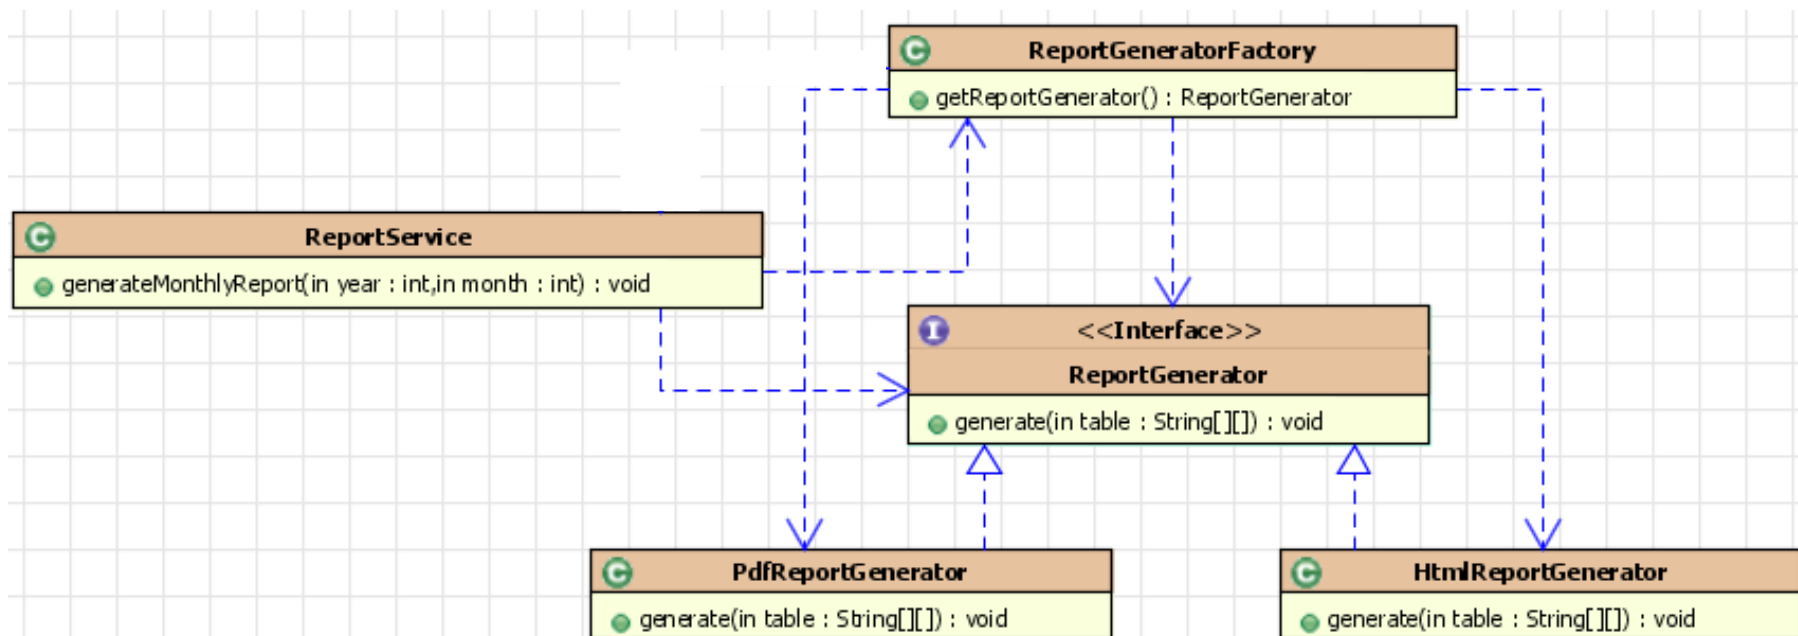 C ReportGeneratorFactory
getReportGenerator() : ReportGenerator
C ReportService
generateMonthlyReport(in year : int,in month : int) : void
I <<Interface>>
ReportGenerator
generate(in table : String[][]) : void
C PdfReportGenerator
generate(in table : String[][]) : void
C HtmlReportGenerator
generate(in table : String[][]) : void